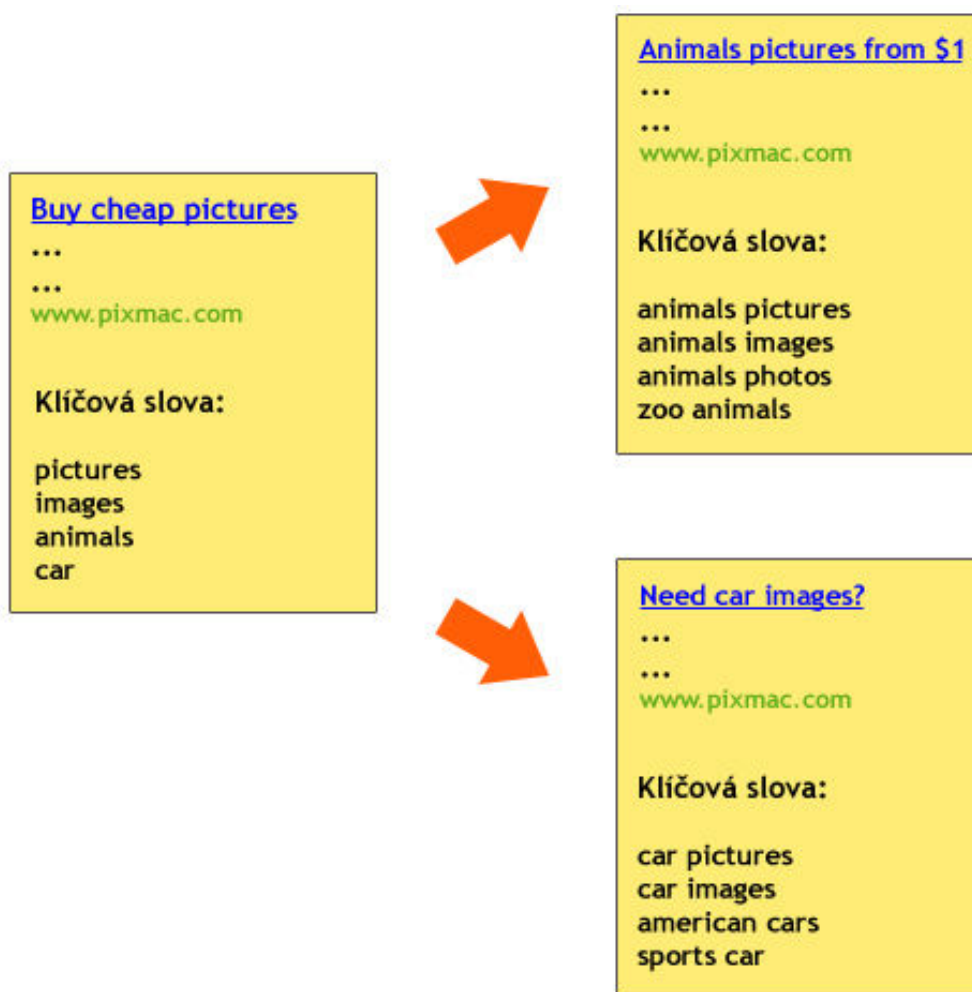 Buy cheap pictures
...
...
www.pixmac.com
Klíčová slova:
pictures
images
animals
car
Animals pictures from $1
...
...
www.pixmac.com
Klíčová slova:
animals pictures
animals images
animals photos
zoo animals
Need car images?
...
...
www.pixmac.com
Klíčová slova:
car pictures
car images
american cars
sports car